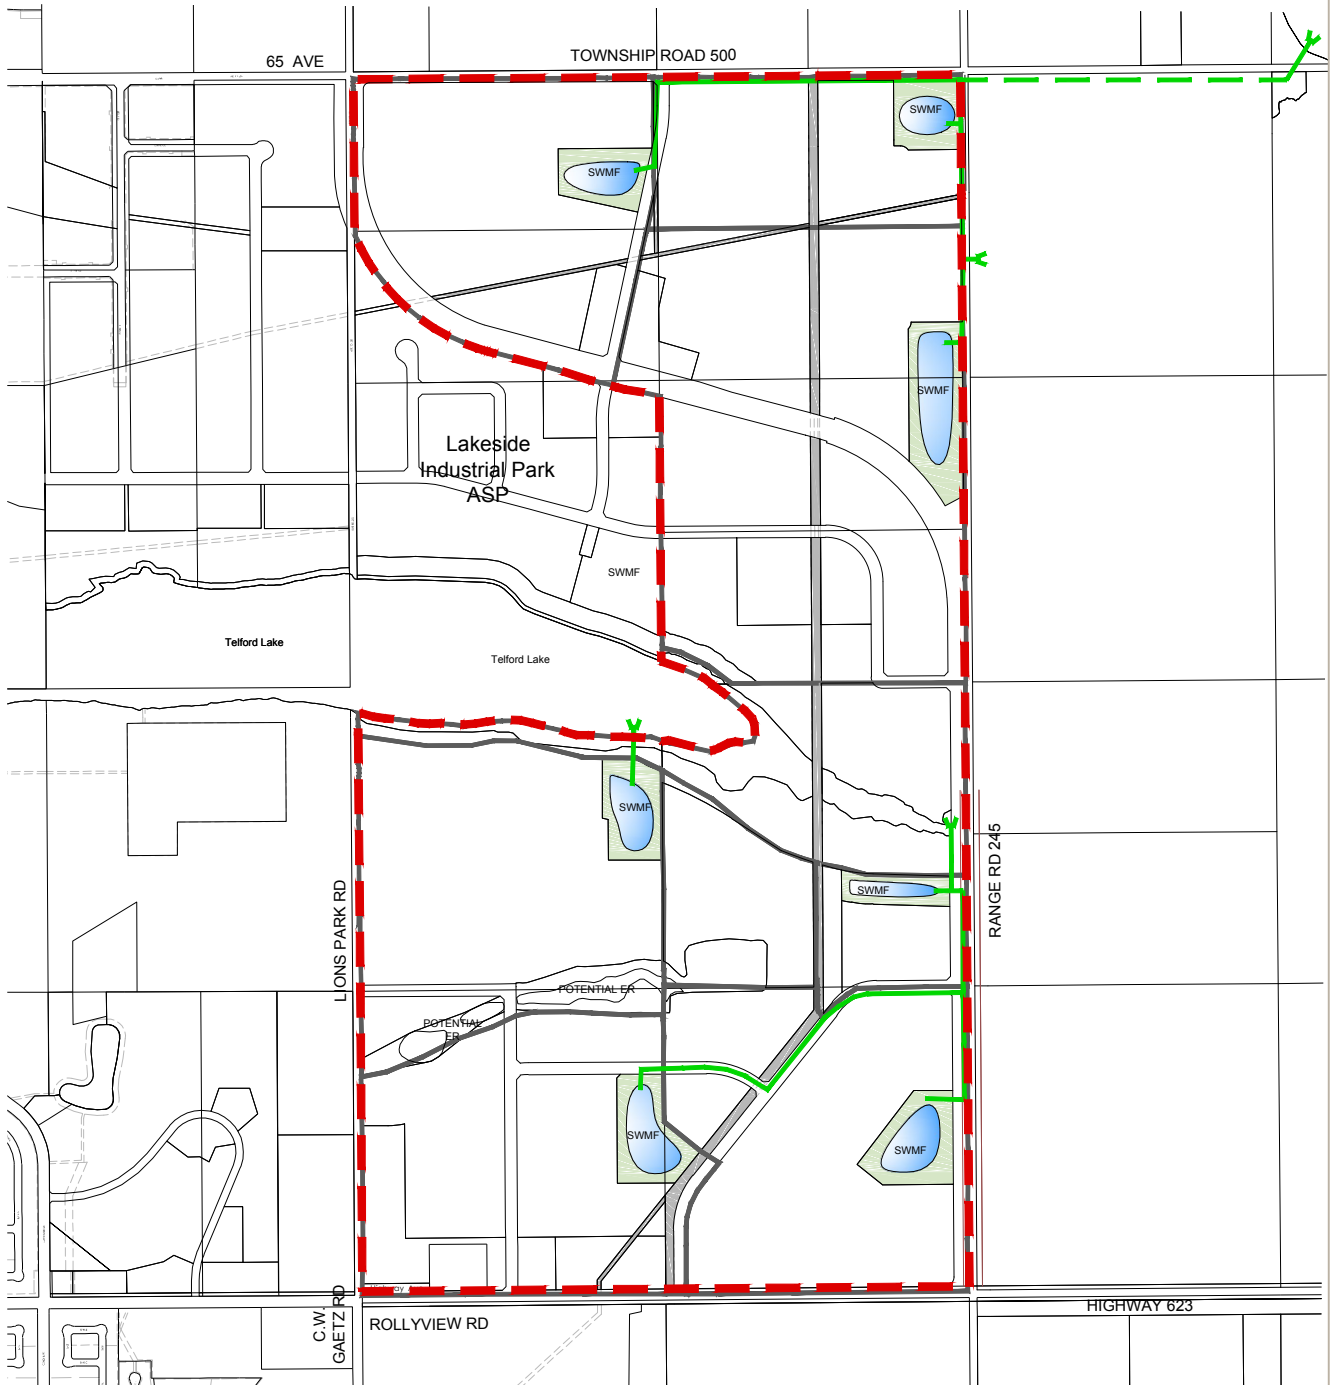 65 AVE
TOWNSHIP ROAD 500
SWMF
SWMF
SWMF
Lakeside
Industrial Park
ASP
SWMF
Telford Lake
Telford Lake
SWMF
RANGE RD 245
SWMF
LIONS PARK RD
POTENTIAL ER
POTENTIAL
ER
SWMF
SWMF
C.W.
GAETZ RD
ROLLYVIEW RD
HIGHWAY 623